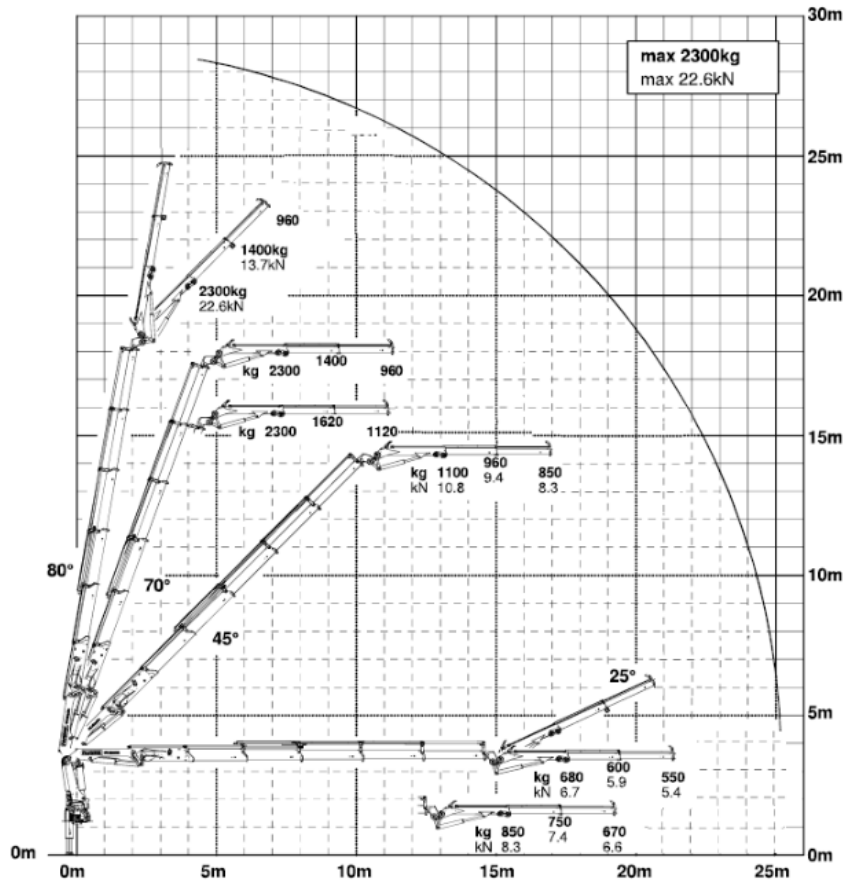 30m
max 2300kg
max 22.6kN
25m
960
1400kg
13.7kN
2300kg
22.6kN
20m
kg 2300 1400 960
kg 2300 1620 1120
15m
kg 1100 960 850
kN 10.8 9.4 8.3
80°
70°
10m
45°
25°
5m
kg 680 600 550
kN 6.7 5.9 5.4
kg 850 750 670
kN 8.3 7.4 6.6
0m 0m
0m 5m 10m 15m 20m 25m